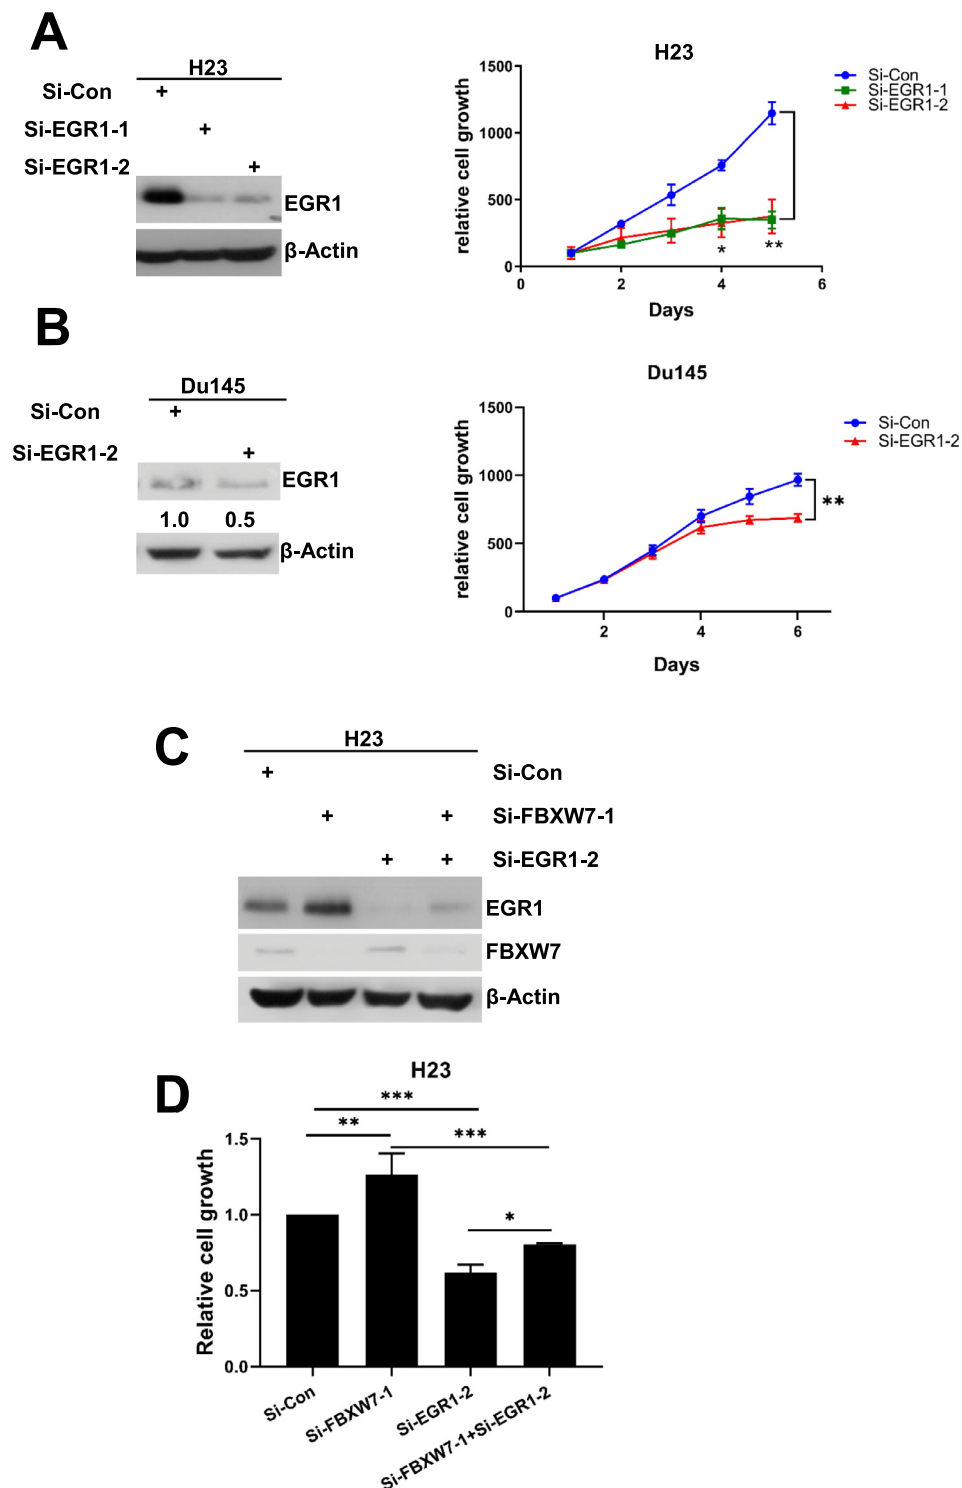 A
H23
Si-Con +
Si-EGR1-1 +
Si-EGR1-2 +
EGR1
β-Actin
H23
relative cell growth
1500
1000
500
0
0 2 4 6
Days
* **
Si-Con
Si-EGR1-1
Si-EGR1-2
B
Du145
Si-Con +
Si-EGR1-2 +
EGR1
1.0 0.5
β-Actin
Du145
relative cell growth
1500
1000
500
0
2 4 6
Days
**
Si-Con
Si-EGR1-2
C
H23
+ Si-Con
+ + Si-FBXW7-1
+ + Si-EGR1-2
EGR1
FBXW7
β-Actin
D
H23
***
** ***
*
Relative cell growth
1.5
1.0
0.5
0.0
Si-Con
Si-FBXW7-1
Si-EGR1-2
Si-FBXW7-1+Si-EGR1-2